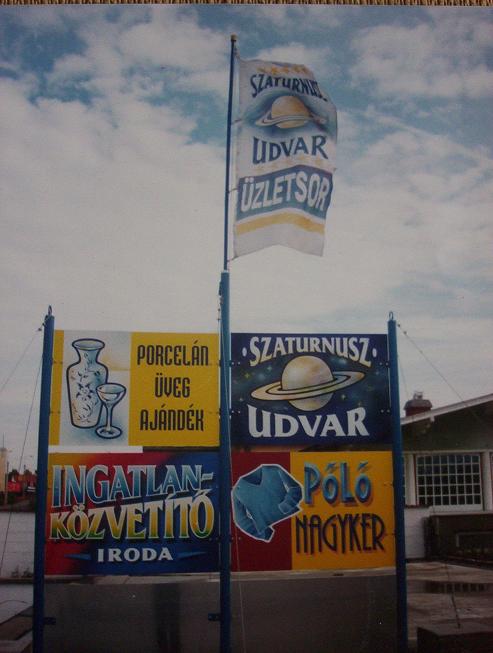 SZATURNUSZ
UDVAR
ÜZLETSOR
PORCELÁN
ÜVEG
AJÁNDÉK
SZATURNUSZ
UDVAR
INGATLAN-
KÖZVETÍTŐ
IRODA
PÓLÓ
NAGYKER